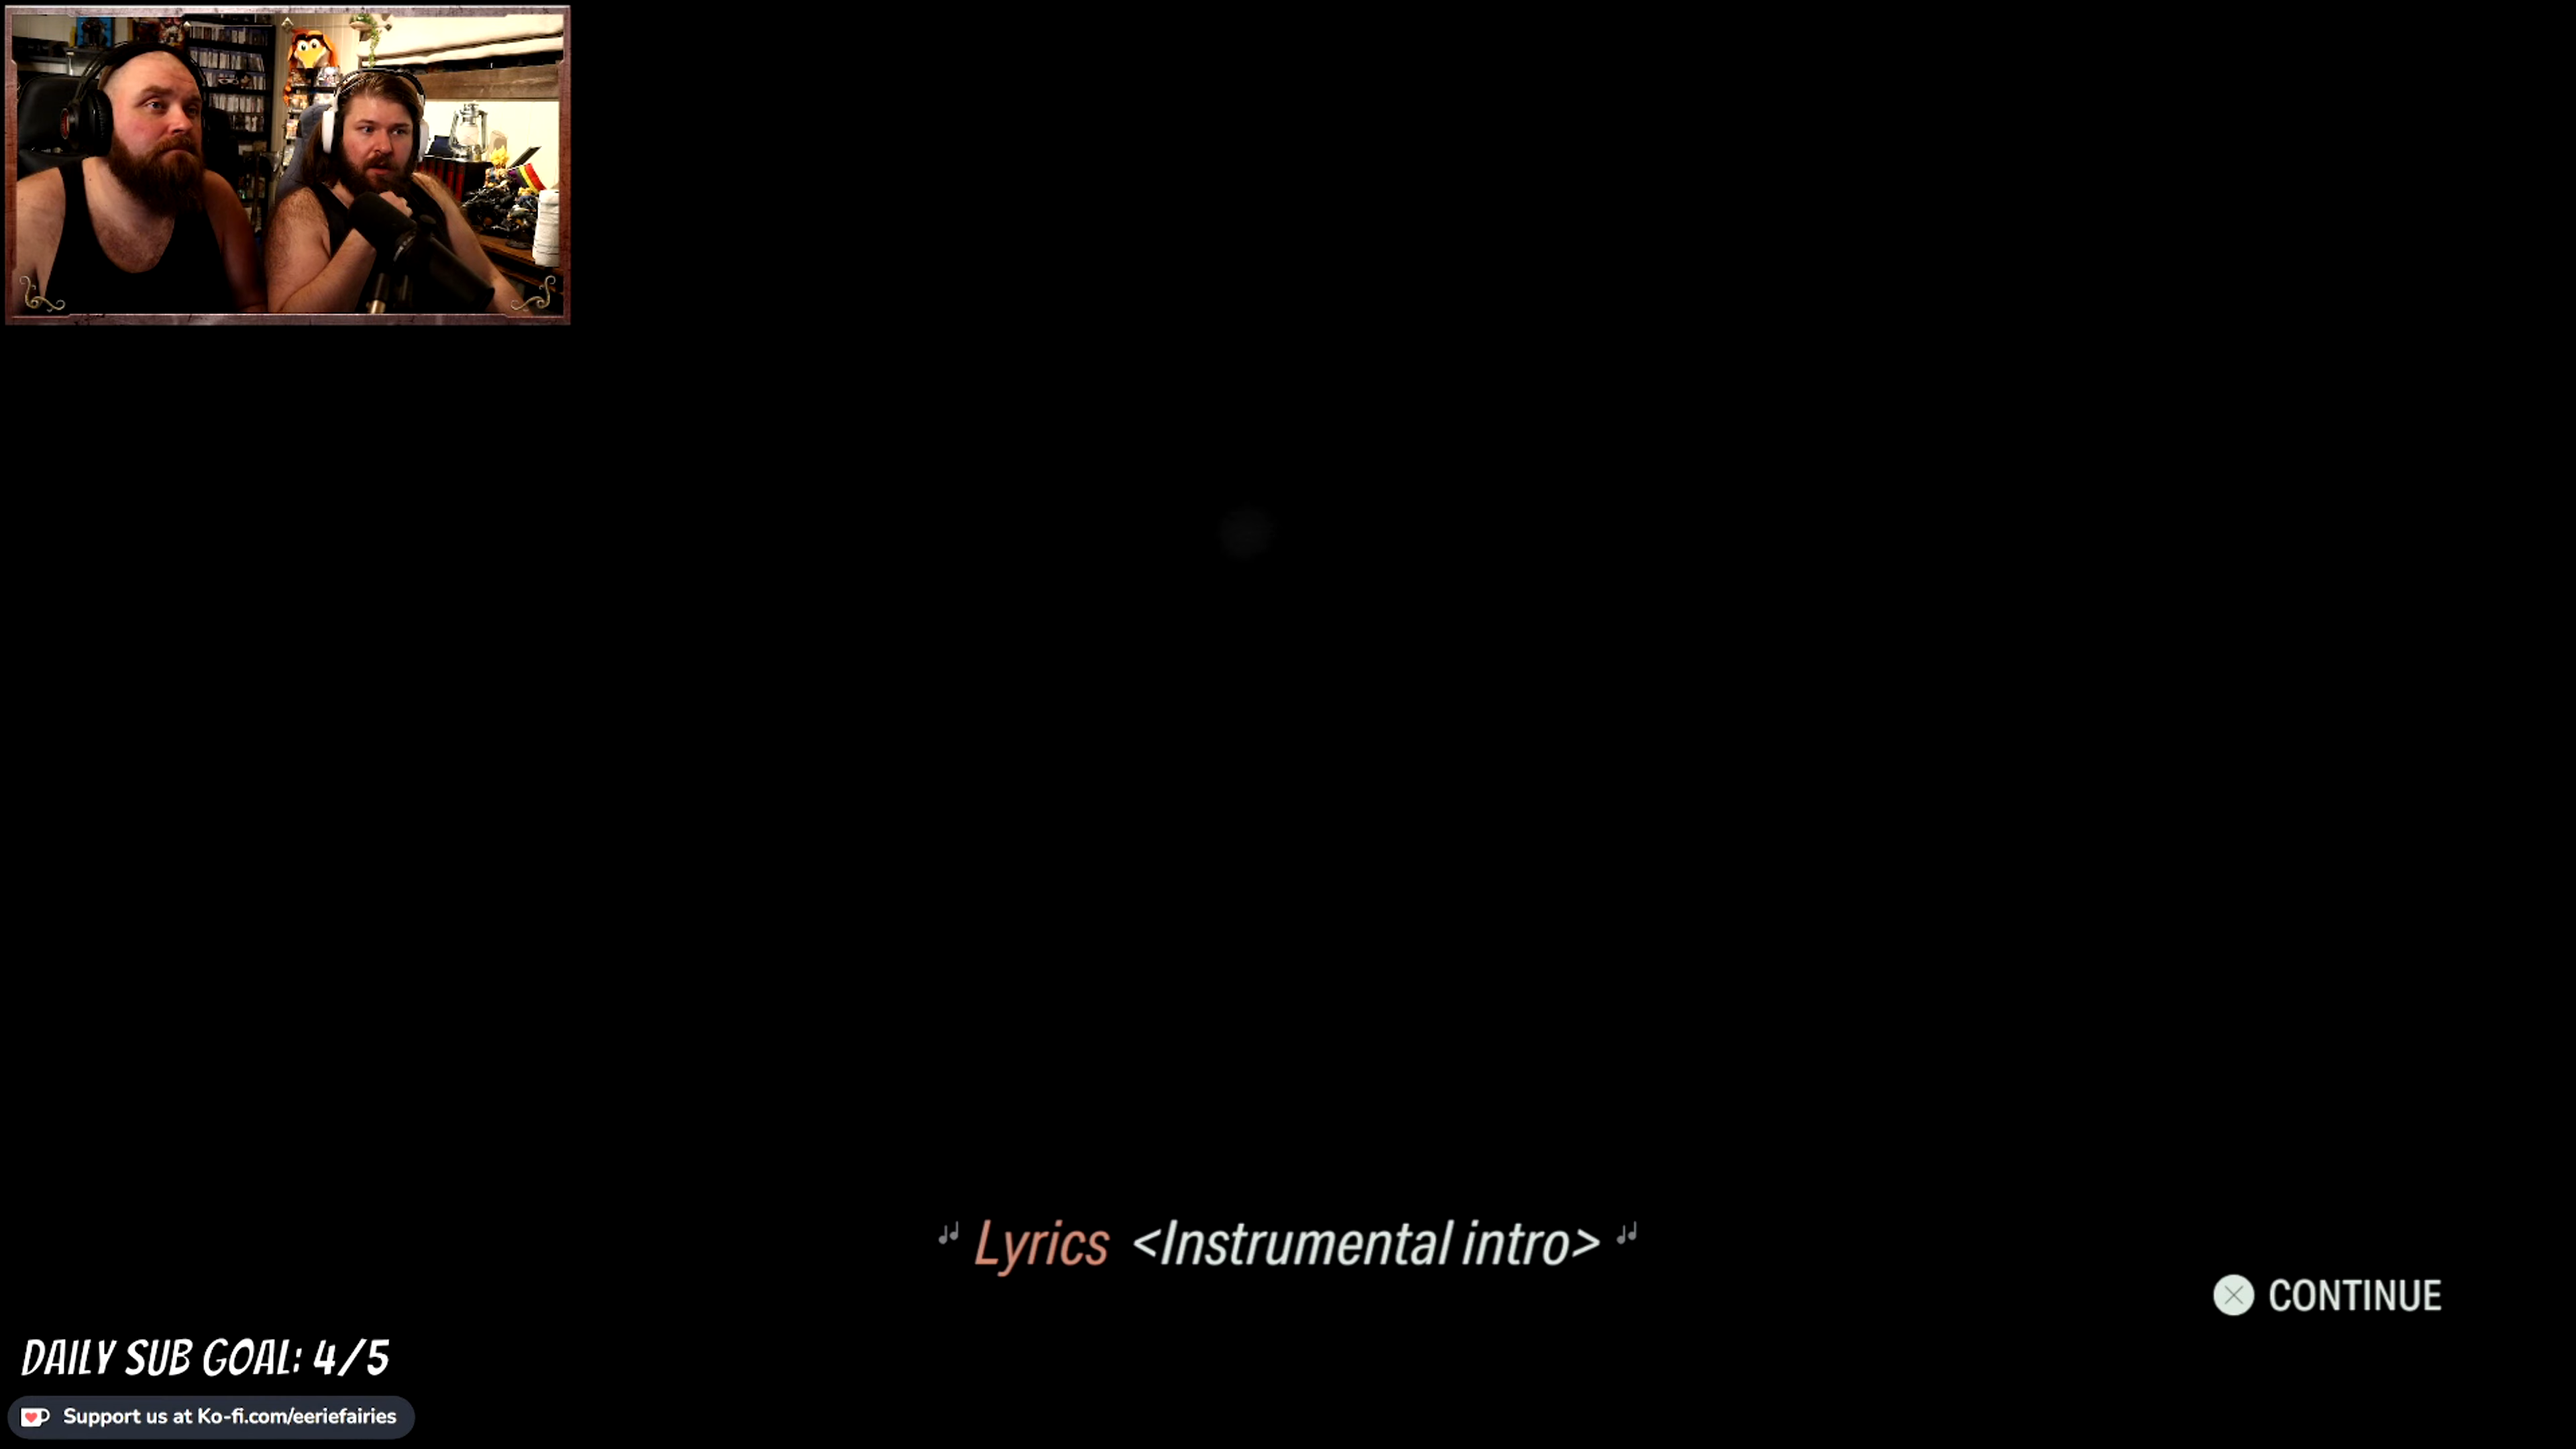 ♫ Lyrics <Instrumental intro> ♫
CONTINUE
DAILY SUB GOAL: 4/5
Support us at Ko-fi.com/eeriefairies